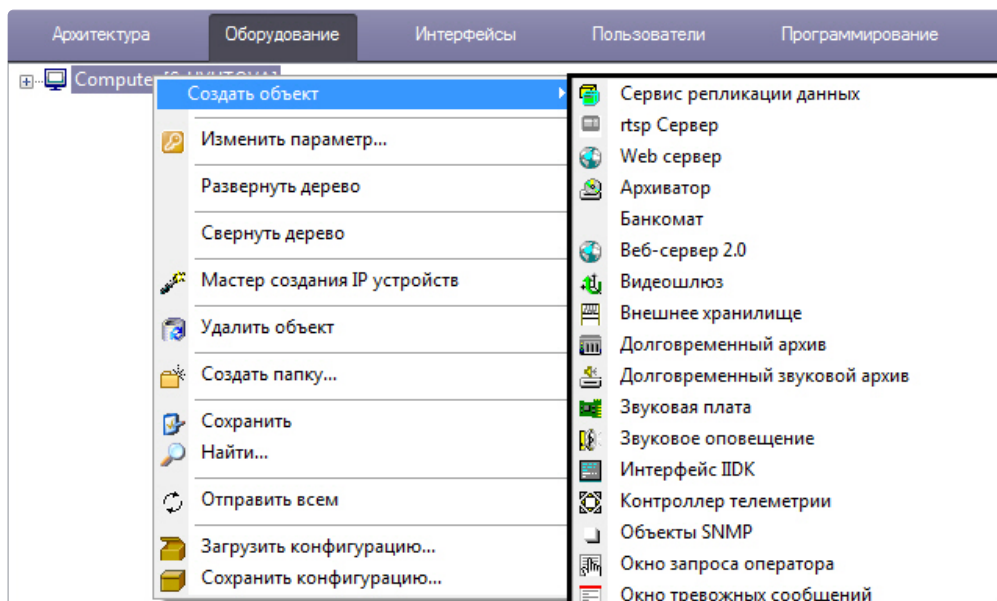 Архитектура Оборудование Интерфейсы Пользователи Программирование
Computer
Создать объект
Изменить параметр...
Развернуть дерево
Свернуть дерево
Мастер создания IP устройств
Удалить объект
Создать папку...
Сохранить
Найти...
Отправить всем
Загрузить конфигурацию...
Сохранить конфигурацию...
Сервис репликации данных
rtsp Сервер
Web сервер
Архиватор
Банкомат
Веб-сервер 2.0
Видеошлюз
Внешнее хранилище
Долговременный архив
Долговременный звуковой архив
Звуковая плата
Звуковое оповещение
Интерфейс IIDK
Контроллер телеметрии
Объекты SNMP
Окно запроса оператора
Окно тревожных сообщений